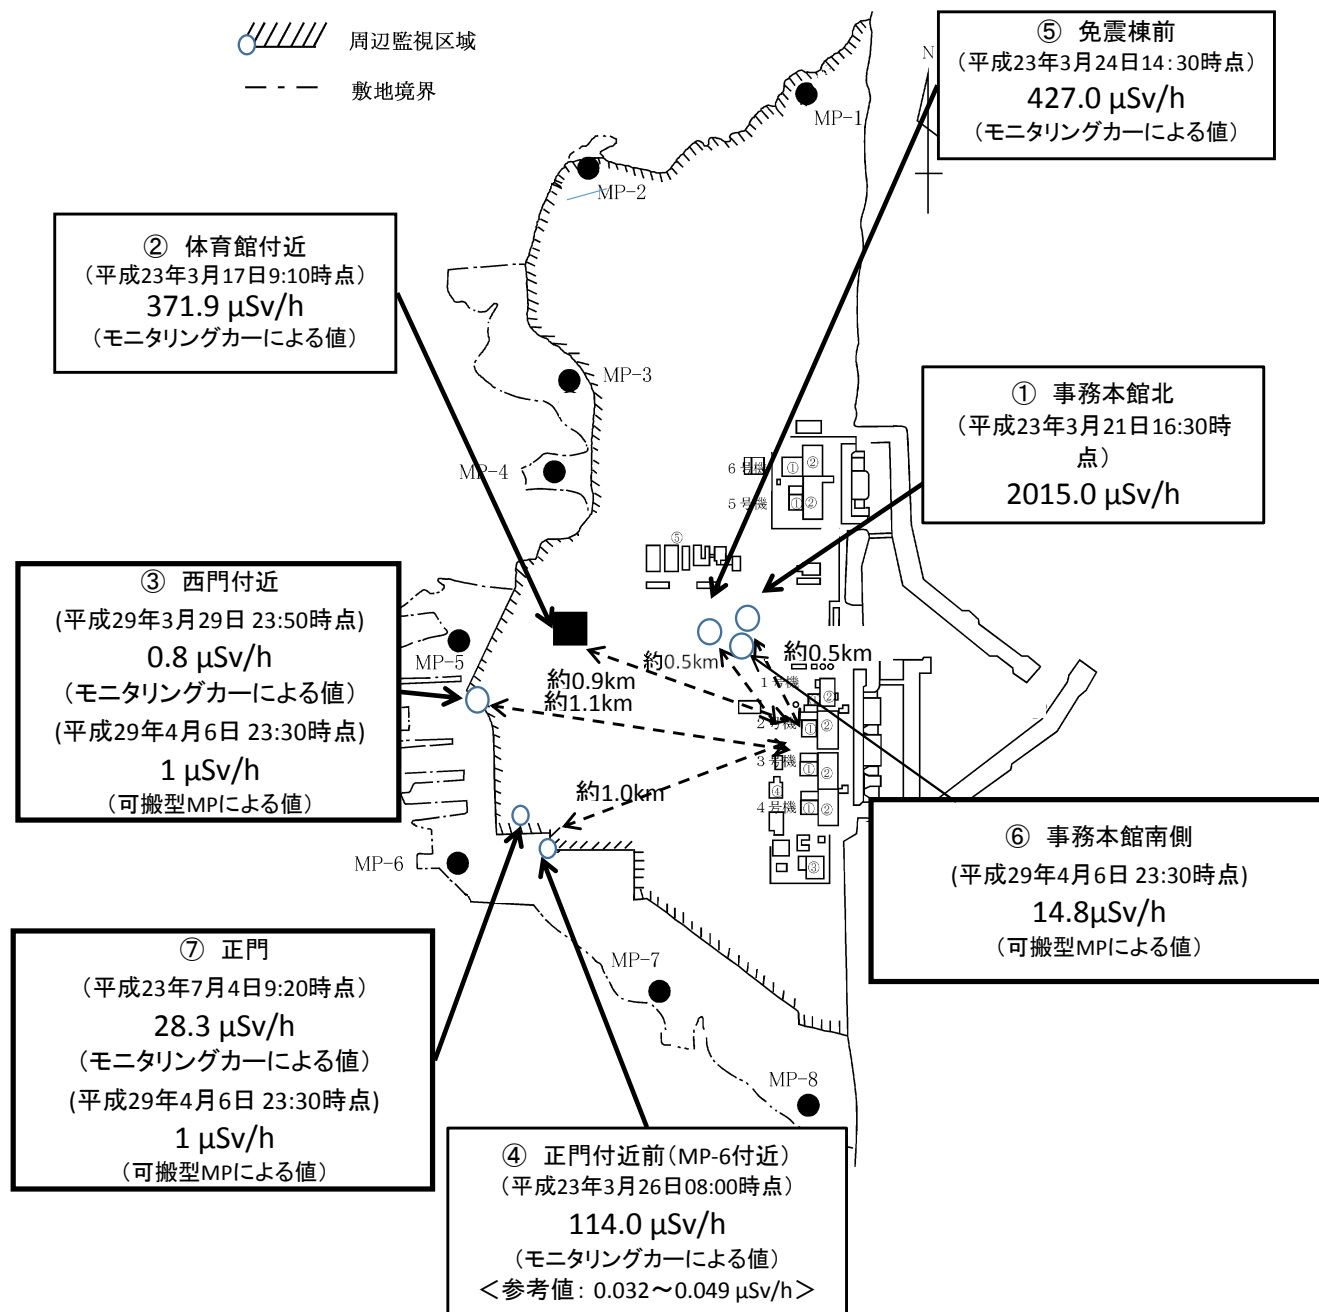 周辺監視区域
敷地境界
⑤ 免震棟前
(平成23年3月24日14:30時点)
427.0 µSv/h
(モニタリングカーによる値)
N
MP-1
MP-2
② 体育館付近
(平成23年3月17日9:10時点)
371.9 µSv/h
(モニタリングカーによる値)
MP-3
① 事務本館北
(平成23年3月21日16:30時
点)
2015.0 µSv/h
MP-4
6号機
① ②
5号機
① ②
⑤
③ 西門付近
(平成29年3月29日 23:50時点)
0.8 µSv/h
(モニタリングカーによる値)
(平成29年4月6日 23:30時点)
1 µSv/h
(可搬型MPによる値)
MP-5
約0.5km
約0.5km
約0.9km
約1.1km
1号機
②
2号機
① ②
3号機
① ②
④
4号機
① ②
③
約1.0km
MP-6
⑥ 事務本館南側
(平成29年4月6日 23:30時点)
14.8µSv/h
(可搬型MPによる値)
⑦ 正門
(平成23年7月4日9:20時点)
28.3 µSv/h
(モニタリングカーによる値)
(平成29年4月6日 23:30時点)
1 µSv/h
(可搬型MPによる値)
MP-7
MP-8
④ 正門付近前(MP-6付近)
(平成23年3月26日08:00時点)
114.0 µSv/h
(モニタリングカーによる値)
<参考値: 0.032~0.049 µSv/h>